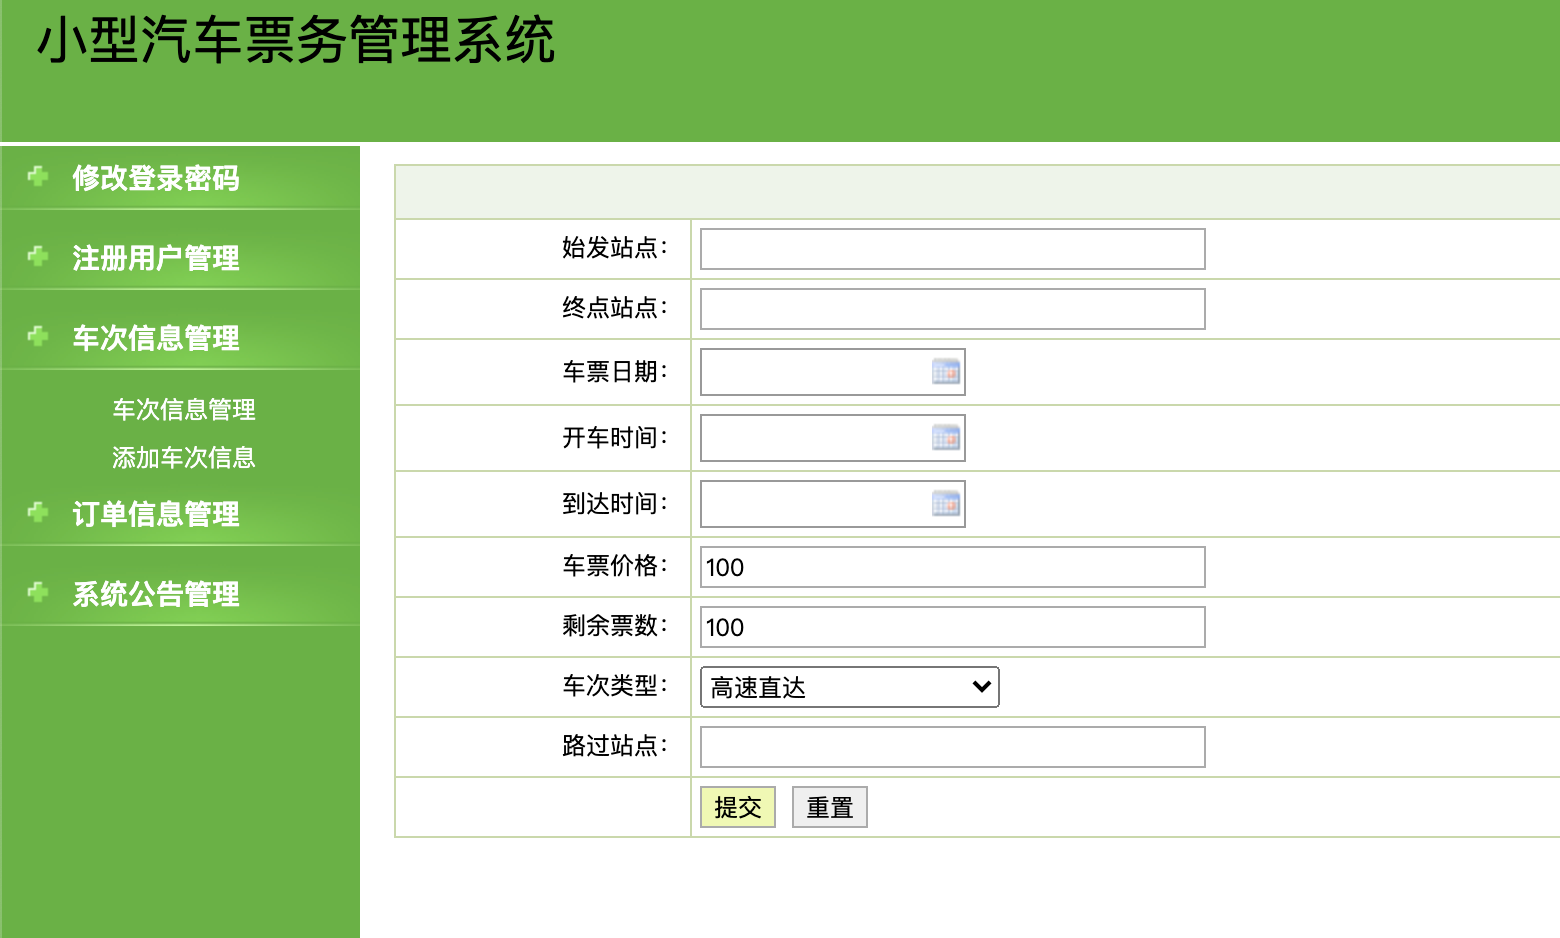 小型汽车票务管理系统
修改登录密码
注册用户管理
车次信息管理
车次信息管理
添加车次信息
订单信息管理
系统公告管理
始发站点：
终点站点：
车票日期：
开车时间：
到达时间：
车票价格： 100
剩余票数： 100
车次类型： 高速直达
路过站点：
提交 重置